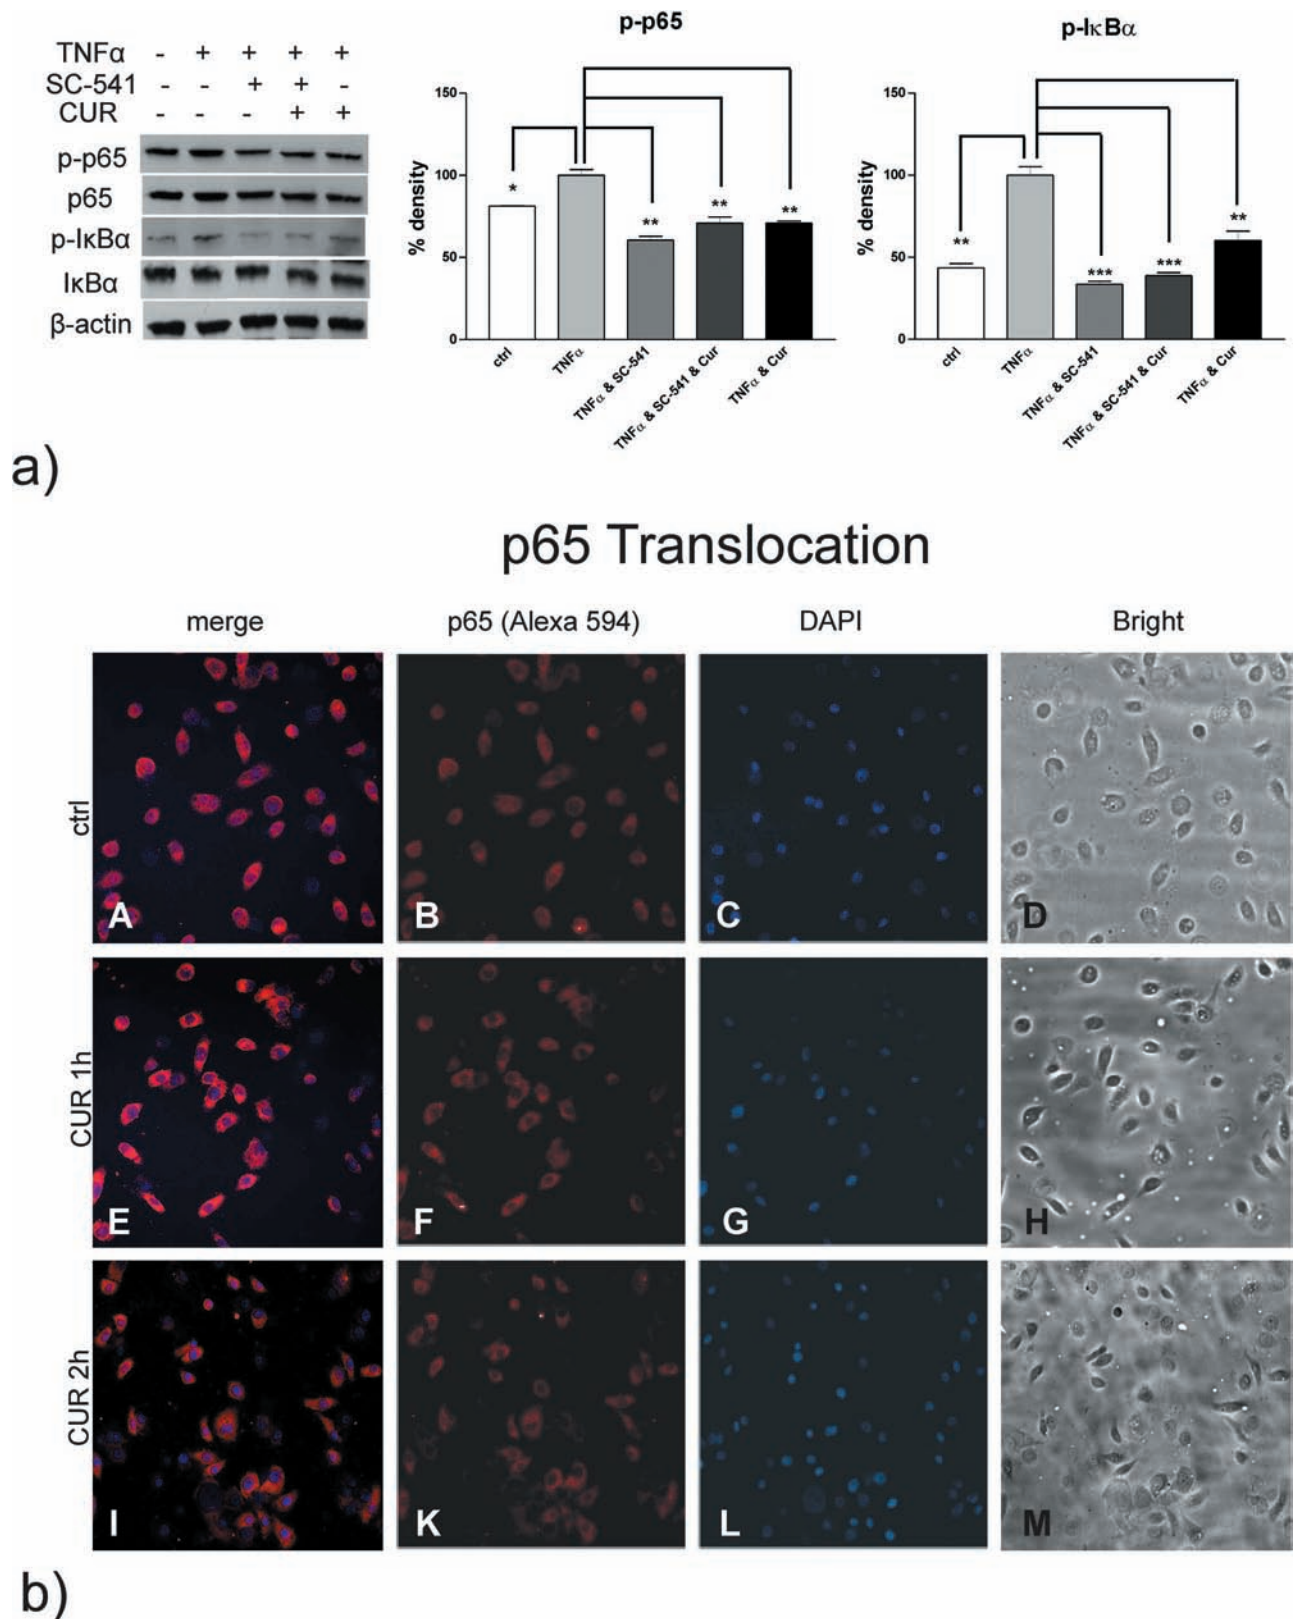 TNFα - + + + +
SC-541 - - + + -
CUR - - - + +
p-p65
p65
p-IκBα
IκBα
β-actin
p-p65
% density
150
100
50
0
*
**
**
**
ctrl
TNFα
TNFα & SC-541
TNFα & SC-541 & Cur
TNFα & Cur
p-IκBα
% density
150
100
50
0
**
***
***
**
ctrl
TNFα
TNFα & SC-541
TNFα & SC-541 & Cur
TNFα & Cur
a)
p65 Translocation
merge p65 (Alexa 594) DAPI Bright
ctrl
A B C D
CUR 1h
E F G H
CUR 2h
I K L M
b)